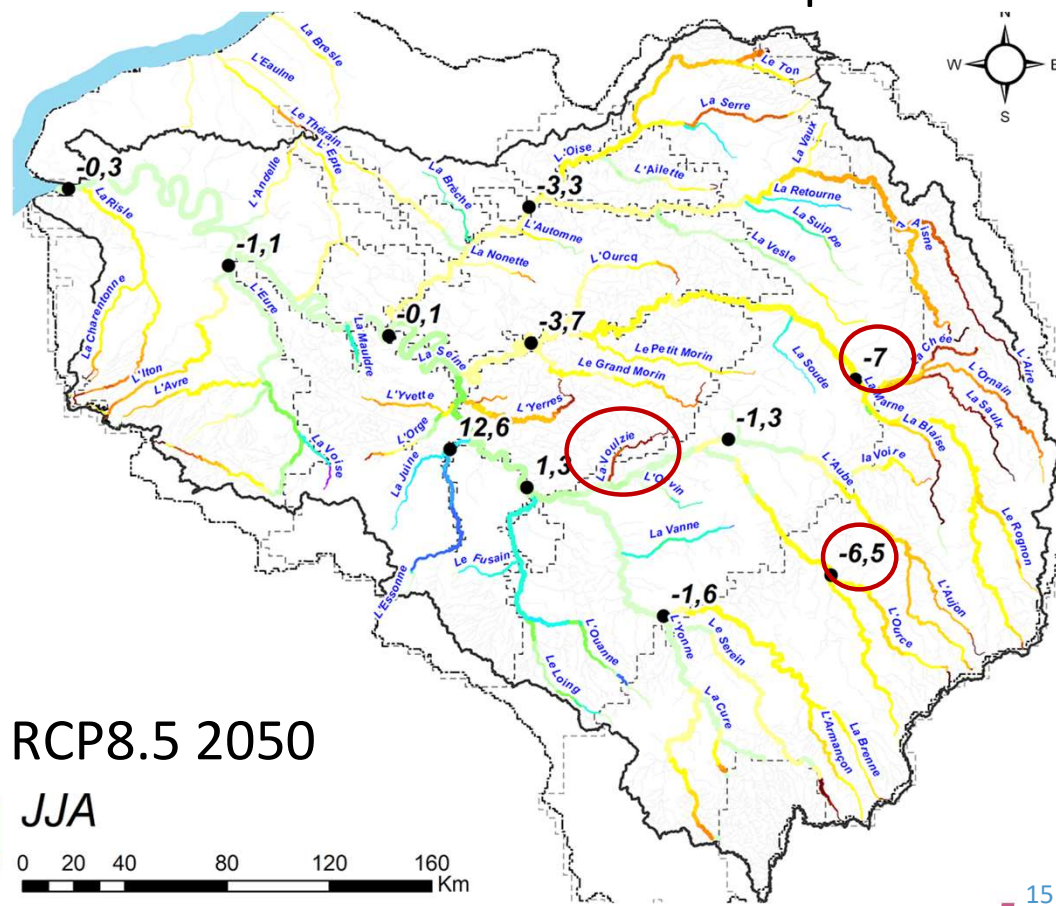 N
W E
S
La Bresle
L'Eaulne
Le Thérain
L'Epte
L'Andelle
La Brèche
L'Oise
Le Ton
La Serre
La Vaux
L'Ailette
La Retourne
La Suippe
Aisne
La Vesle
-0,3
-3,3
La Risle
L'Automne
-1,1
La Nonette
L'Ourcq
L'Eure
La Charentonne
-0,1
-3,7
La Seine
La Mauldre
Le Petit Morin
Le Grand Morin
La Soude
-7
La Chée
L'Aire
L'Ornain
La Saulx
La Marne
La Blaise
L'Iton
L'Avre
L'Yvette
L'Yerres
L'Orge
12,6
La Voulzie
-1,3
La Voise
La Juine
1,3
L'Orvin
L'Aube
la Voire
Le Rognon
La Vanne
-6,5
Le Fusain
L'Essonne
-1,6
L'Aujon
L'Ource
L'Ouanne
Le Loing
L'Yonne
Le Serein
La Cure
L'Armançon
La Brenne
RCP8.5 2050
JJA
0 20 40 80 120 160
Km
15